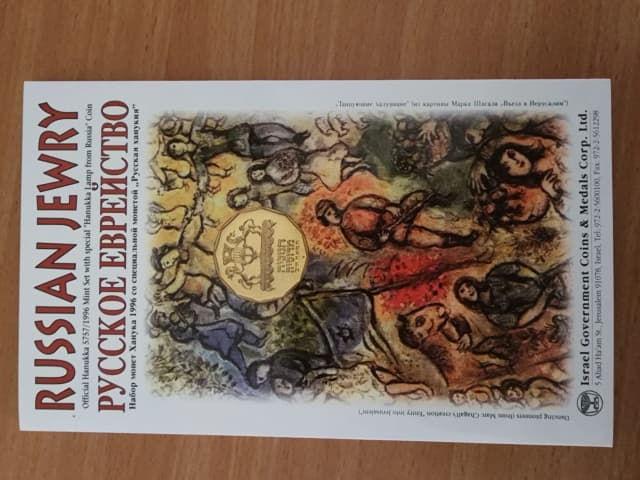 RUSSIAN JEWRY
Official Hanukka 5757/1996 Mint Set with special "Hanukka Lamp from Russia" Coin
РУССКОЕ ЕВРЕЙСТВО
Набор монет Ханука 1996 со специальной монетой „Русская ханукия“
„Танцующие халуцим“ (из картины Марка Шагала „Въезд в Иерусалим“)
Dancing pioneers (from Marc Chagall's creation "Entry into Jerusalem")
Israel Government Coins & Medals Corp. Ltd.
5 Ahad Ha'am St., Jerusalem 91076, Israel, Tel: 972-2-5600100, Fax: 972-2-5612298